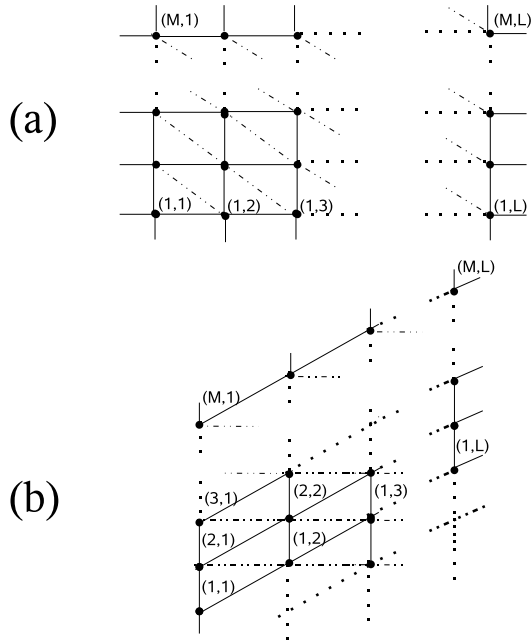 (M,1) (M,L)
(a)
(1,1) (1,2) (1,3) (1,L)
(M,L)
(M,1)
(1,L)
(3,1) (2,2) (1,3)
(b)
(2,1) (1,2)
(1,1)